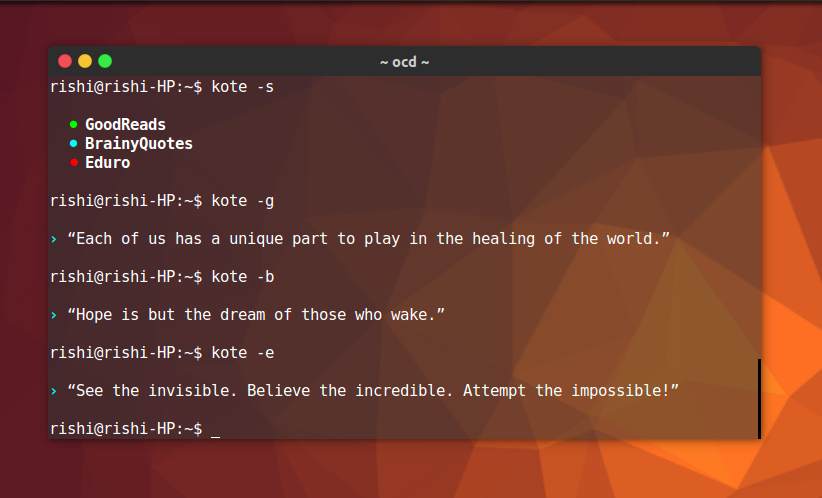 ~ ocd ~
rishi@rishi-HP:~$ kote -s
● GoodReads
● BrainyQuotes
● Eduro
rishi@rishi-HP:~$ kote -g
› “Each of us has a unique part to play in the healing of the world.”
rishi@rishi-HP:~$ kote -b
› “Hope is but the dream of those who wake.”
rishi@rishi-HP:~$ kote -e
› “See the invisible. Believe the incredible. Attempt the impossible!”
rishi@rishi-HP:~$ _